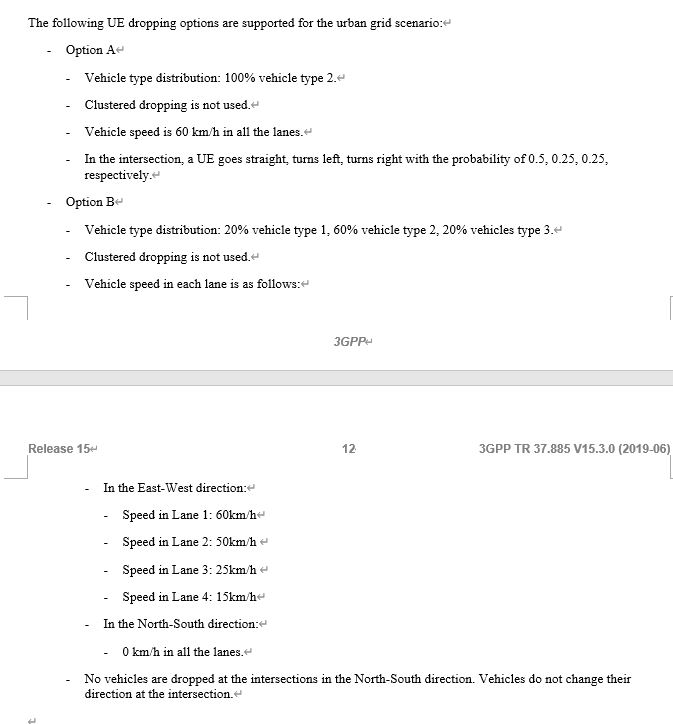 The following UE dropping options are supported for the urban grid scenario:↵
- Option A↵
- Vehicle type distribution: 100% vehicle type 2.↵
- Clustered dropping is not used.↵
- Vehicle speed is 60 km/h in all the lanes.↵
- In the intersection, a UE goes straight, turns left, turns right with the probability of 0.5, 0.25, 0.25,
respectively.↵
- Option B↵
- Vehicle type distribution: 20% vehicle type 1, 60% vehicle type 2, 20% vehicles type 3.↵
- Clustered dropping is not used.↵
- Vehicle speed in each lane is as follows:↵
3GPP↵
Release 15↵ 12 3GPP TR 37.885 V15.3.0 (2019-06)
- In the East-West direction:↵
- Speed in Lane 1: 60km/h↵
- Speed in Lane 2: 50km/h ↵
- Speed in Lane 3: 25km/h ↵
- Speed in Lane 4: 15km/h↵
- In the North-South direction:↵
- 0 km/h in all the lanes.↵
- No vehicles are dropped at the intersections in the North-South direction. Vehicles do not change their
direction at the intersection.↵
↵